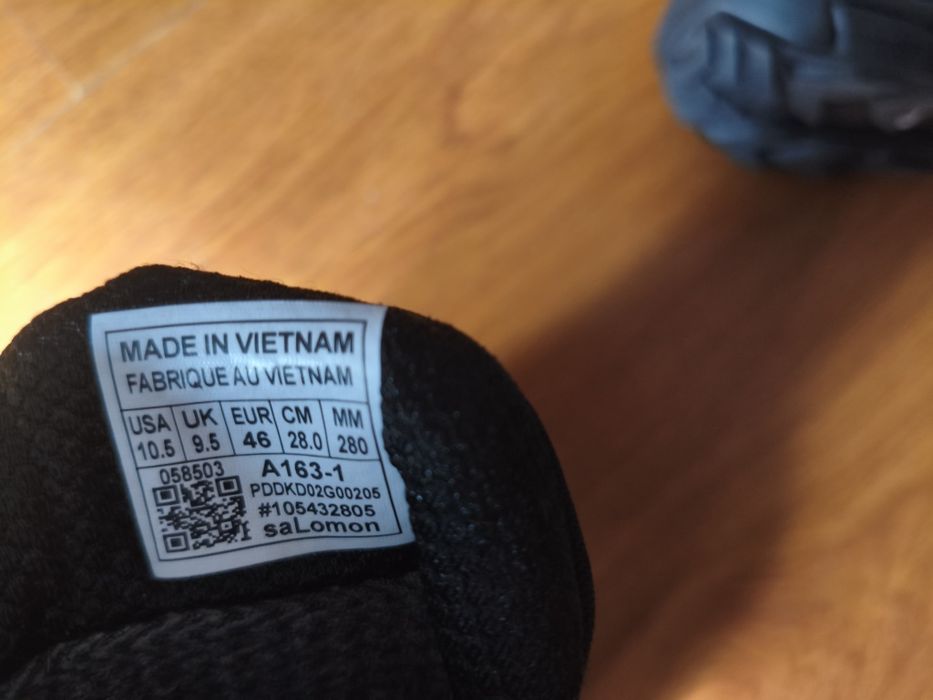 MADE IN VIETNAM
FABRIQUE AU VIETNAM
USA UK EUR CM MM
10.5 9.5 46 28.0 280
058503 A163-1
PDDKD02G00205
#105432805
saLomon